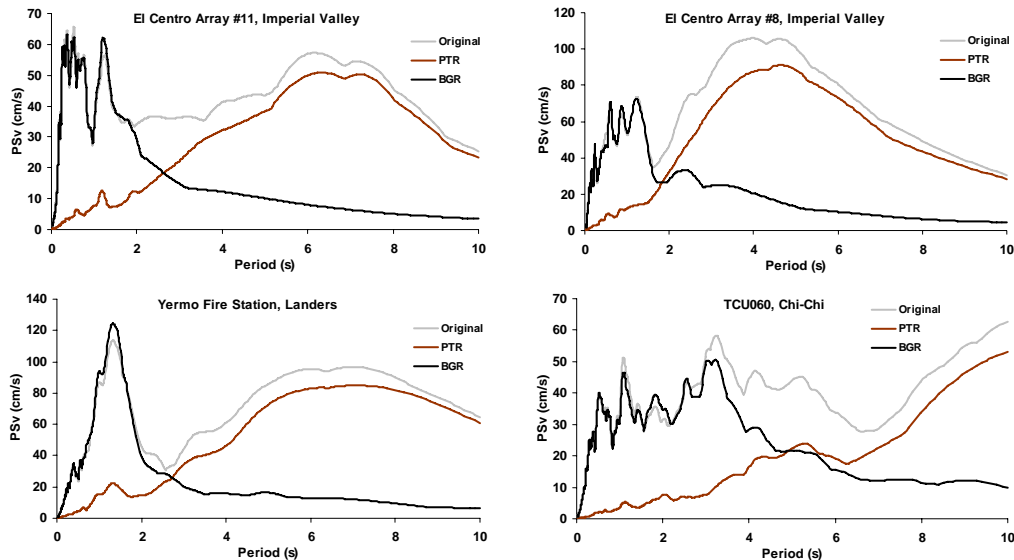 El Centro Array #11, Imperial Valley
70
60
50
40
30
20
10
0
PSv (cm/s)
0 2 4 6 8 10
Period (s)
Original
PTR
BGR
El Centro Array #8, Imperial Valley
120
100
80
60
40
20
0
PSv (cm/s)
0 2 4 6 8 10
Period (s)
Original
PTR
BGR
Yermo Fire Station, Landers
140
120
100
80
60
40
20
0
PSv (cm/s)
0 2 4 6 8 10
Period (s)
Original
PTR
BGR
TCU060, Chi-Chi
70
60
50
40
30
20
10
0
PSv (cm/s)
0 2 4 6 8 10
Period (s)
Original
PTR
BGR